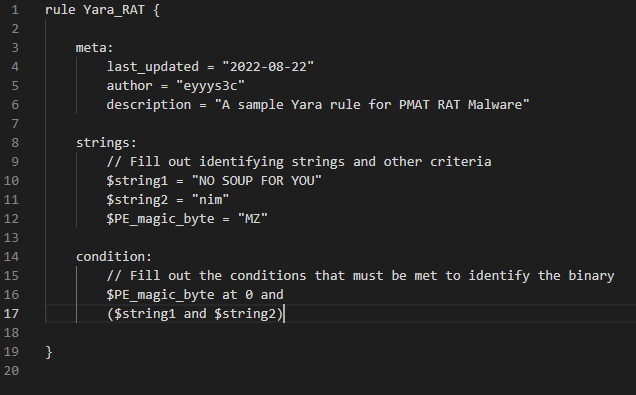 1 rule Yara_RAT {
2
3 meta:
4 last_updated = "2022-08-22"
5 author = "eyyys3c"
6 description = "A sample Yara rule for PMAT RAT Malware"
7
8 strings:
9 // Fill out identifying strings and other criteria
10 $string1 = "NO SOUP FOR YOU"
11 $string2 = "nim"
12 $PE_magic_byte = "MZ"
13
14 condition:
15 // Fill out the conditions that must be met to identify the binary
16 $PE_magic_byte at 0 and
17 ($string1 and $string2)
18
19 }
20